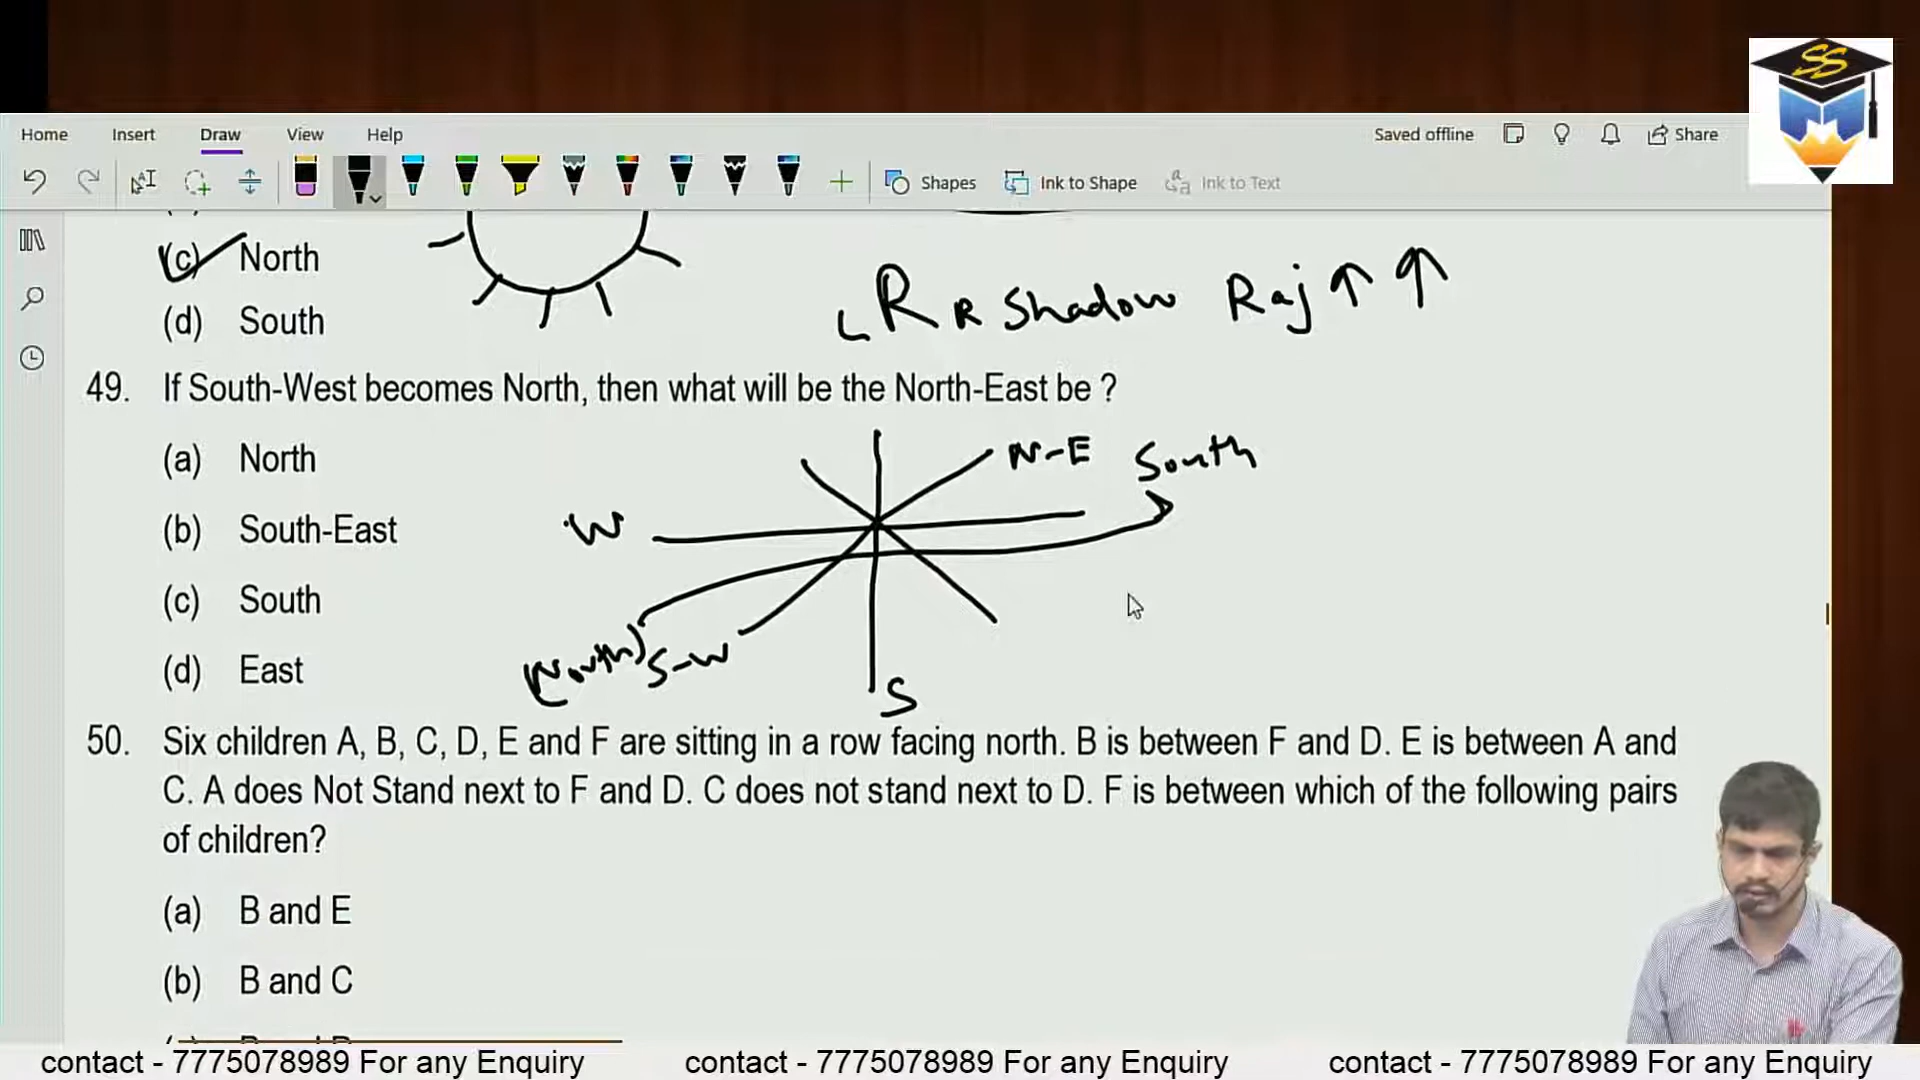 SS
Home Insert Draw View Help Saved offline Share
Shapes Ink to Shape Ink to Text
(c) North
(d) South
L R R Shadow Raj ↑ ↑
49. If South-West becomes North, then what will be the North-East be ?
(a) North
N-E South
(b) South-East
W
(c) South
(d) East
(North) S-W
S
50. Six children A, B, C, D, E and F are sitting in a row facing north. B is between F and D. E is between A and
C. A does Not Stand next to F and D. C does not stand next to D. F is between which of the following pairs
of children?
(a) B and E
(b) B and C
contact - 7775078989 For any Enquiry contact - 7775078989 For any Enquiry contact - 7775078989 For any Enquiry